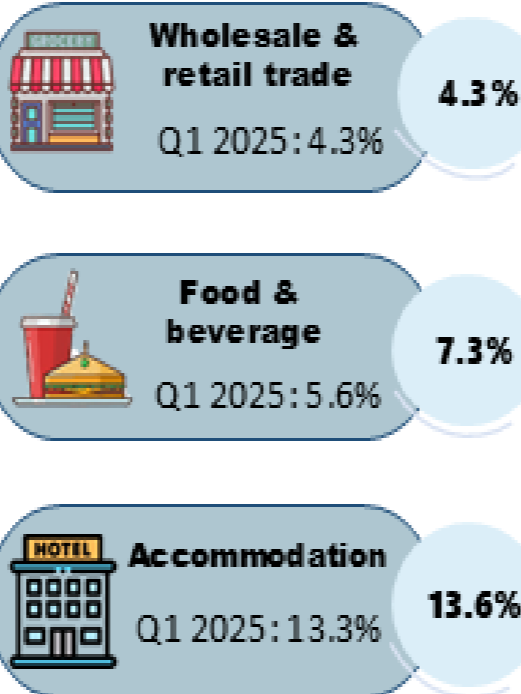 GROCERY
Wholesale &
retail trade
Q1 2025: 4.3%
4.3%
Food &
beverage
Q1 2025: 5.6%
7.3%
HOTEL
Accommodation
Q1 2025: 13.3%
13.6%